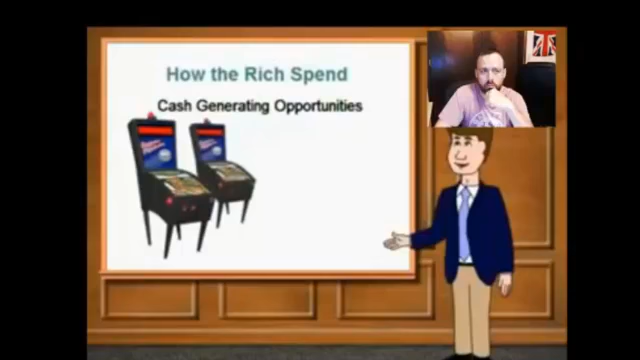 How the Rich Spend
Cash Generating Opportunities